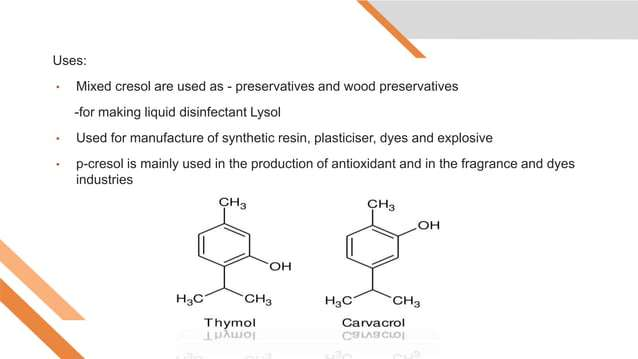 Uses:
• Mixed cresol are used as - preservatives and wood preservatives
-for making liquid disinfectant Lysol
• Used for manufacture of synthetic resin, plasticiser, dyes and explosive
• p-cresol is mainly used in the production of antioxidant and in the fragrance and dyes
industries
CH₃ CH₃
OH
OH
H₃C CH₃ H₃C CH₃
Thymol Carvacrol